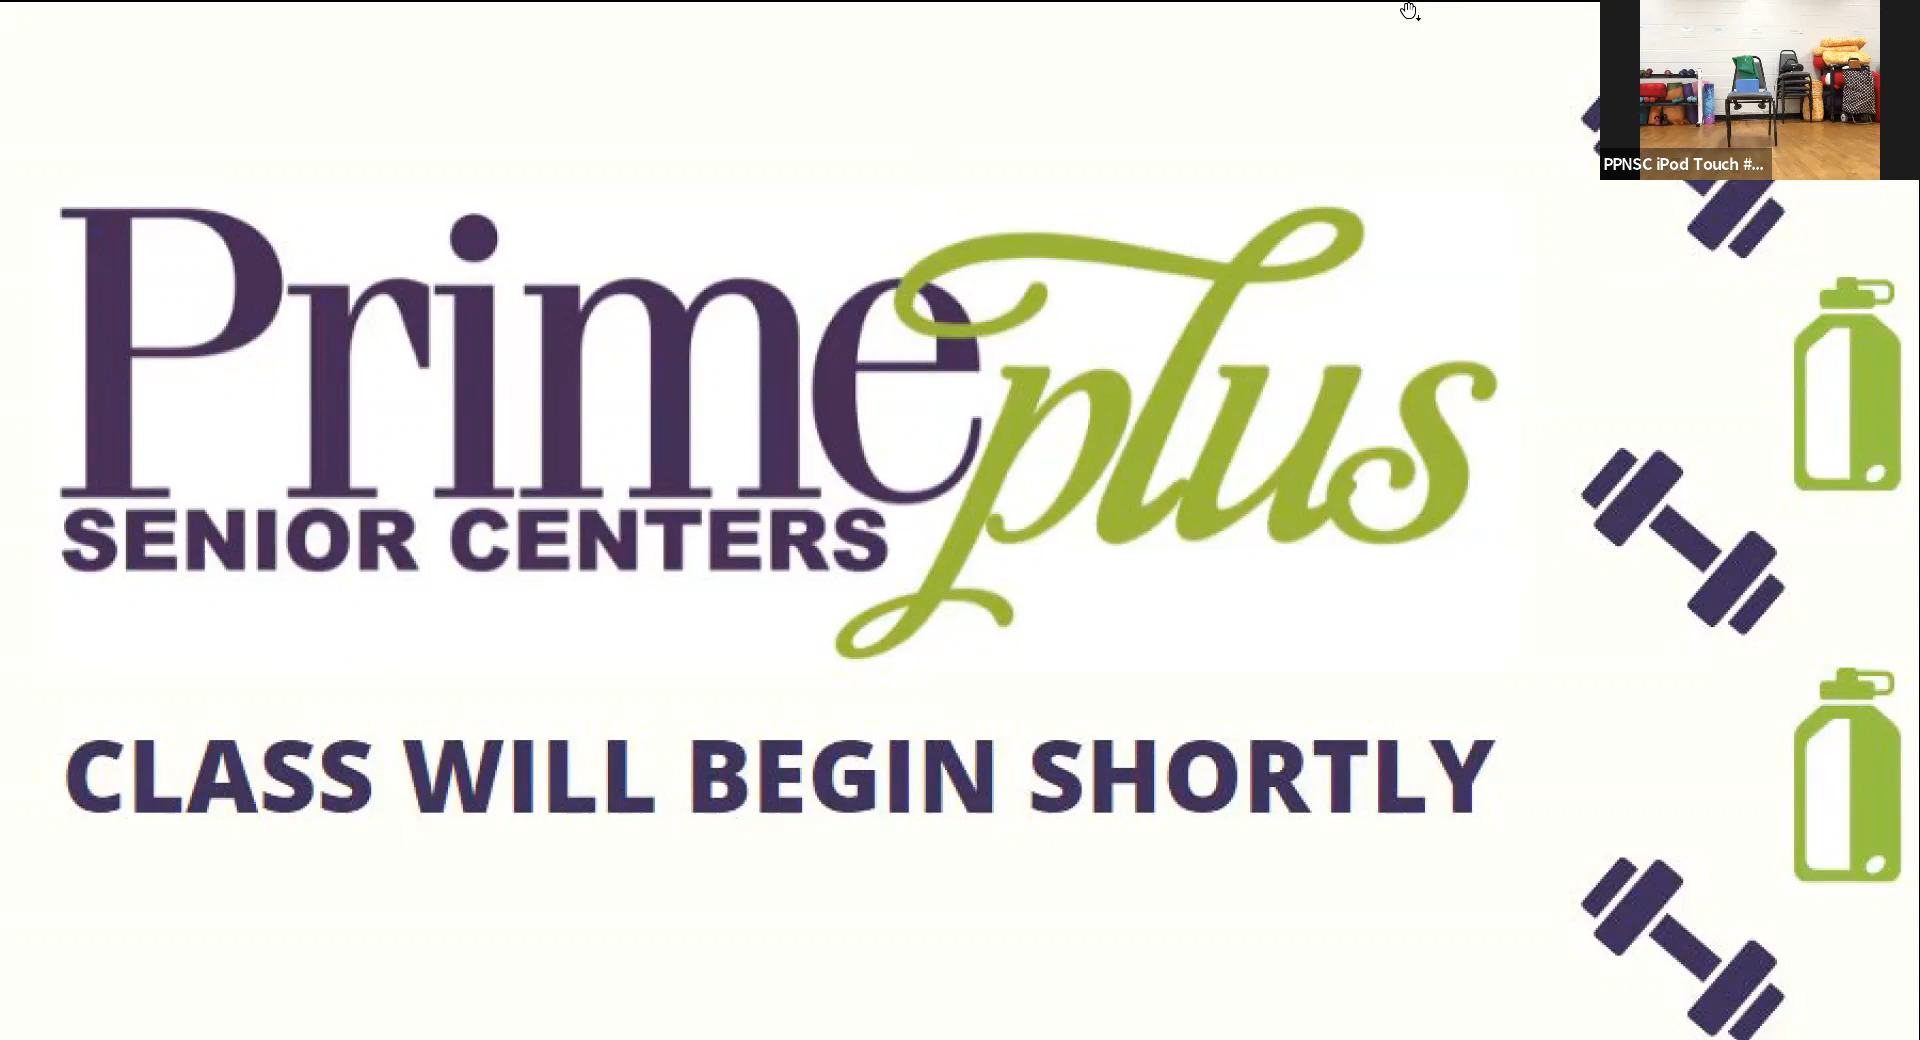 PPNSC iPod Touch #...
Prime plus
SENIOR CENTERS
CLASS WILL BEGIN SHORTLY